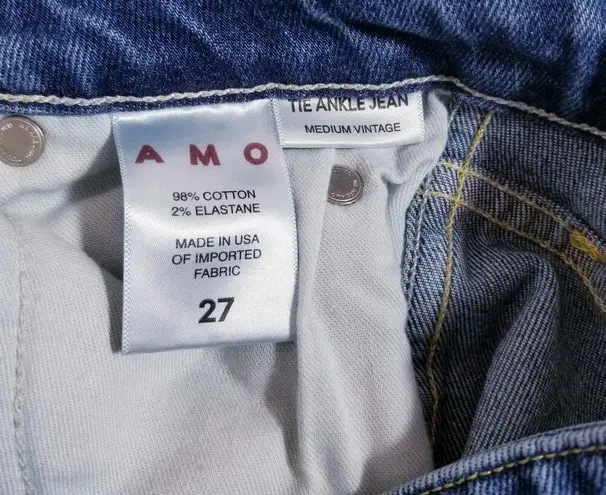 AMO
98% COTTON
2% ELASTANE
MADE IN USA
OF IMPORTED
FABRIC
27
TIE ANKLE JEAN
MEDIUM VINTAGE